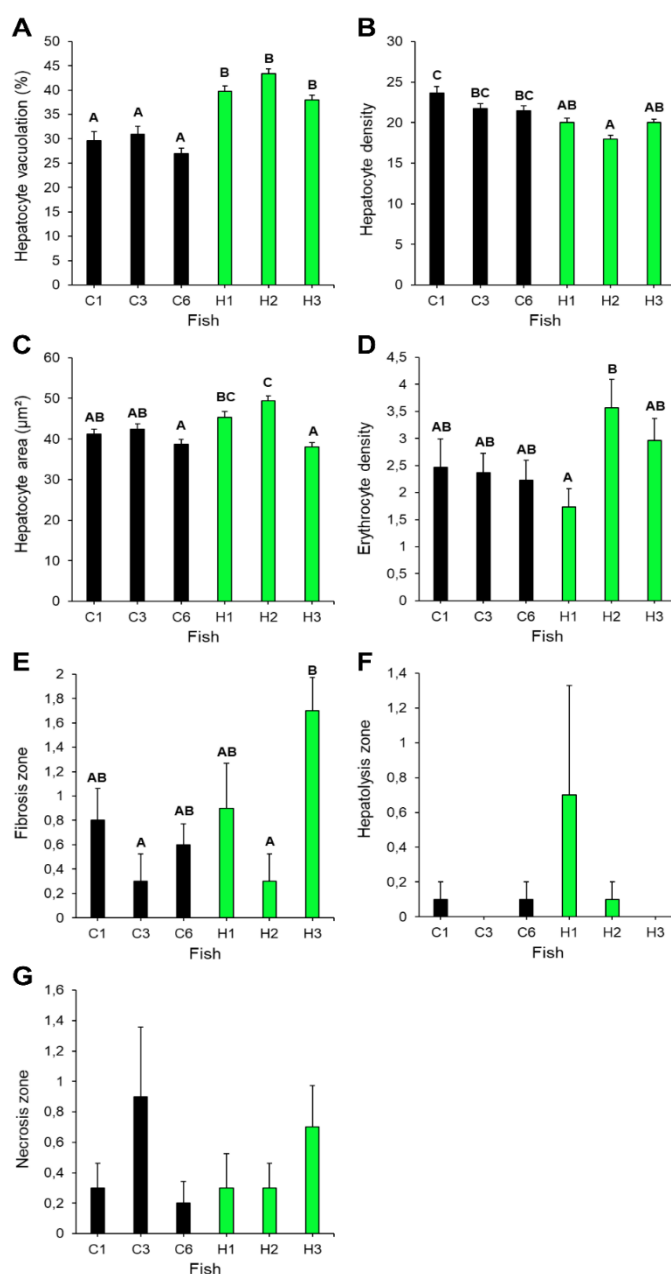 A
Hepatocyte vacuolation (%)
50
45
40
35
30
25
20
15
10
5
0
A A A B B B
C1 C3 C6 H1 H2 H3
Fish
B
Hepatocyte density
30
25
20
15
10
5
0
C BC BC AB A AB
C1 C3 C6 H1 H2 H3
Fish
C
Hepatocyte area (µm²)
60
50
40
30
20
10
0
AB AB A BC C A
C1 C3 C6 H1 H2 H3
Fish
D
Erythrocyte density
4,5
4
3,5
3
2,5
2
1,5
1
0,5
0
AB AB AB A B AB
C1 C3 C6 H1 H2 H3
Fish
E
Fibrosis zone
2
1,8
1,6
1,4
1,2
1
0,8
0,6
0,4
0,2
0
AB A AB AB A B
C1 C3 C6 H1 H2 H3
Fish
F
Hepatolysis zone
1,4
1,2
1
0,8
0,6
0,4
0,2
0
C1 C3 C6 H1 H2 H3
Fish
G
Necrosis zone
1,6
1,4
1,2
1
0,8
0,6
0,4
0,2
0
C1 C3 C6 H1 H2 H3
Fish